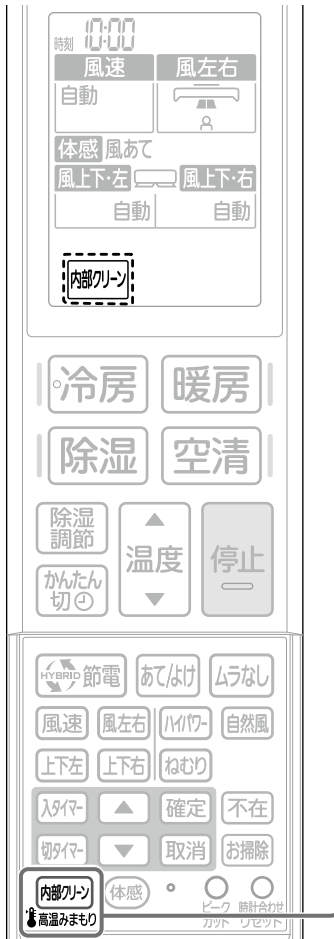 時刻 10:00
風速 風左右
自動
体感 風あて
風上下・左 風上下・右
自動 自動
内部クリーン
冷房 暖房
除湿 空清
除湿
調節
温度
停止
かんたん
切
HYBRID 節電 あて/よけ ムラなし
風速 風左右 ハイパワー 自然風
上下左 上下右 ねむり
入タイマー 確定 不在
切タイマー 取消 お掃除
内部クリーン 体感
高温みまもり
ピーク 時計合わせ
カット リセット